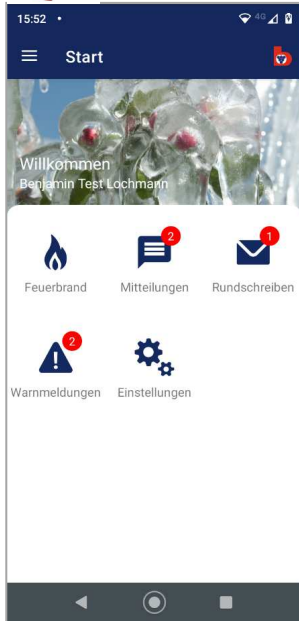 15:52
4G
Start
Willkommen
Benjamin Test Lochmann
2
1
Feuerbrand
Mitteilungen
Rundschreiben
2
Warnmeldungen
Einstellungen